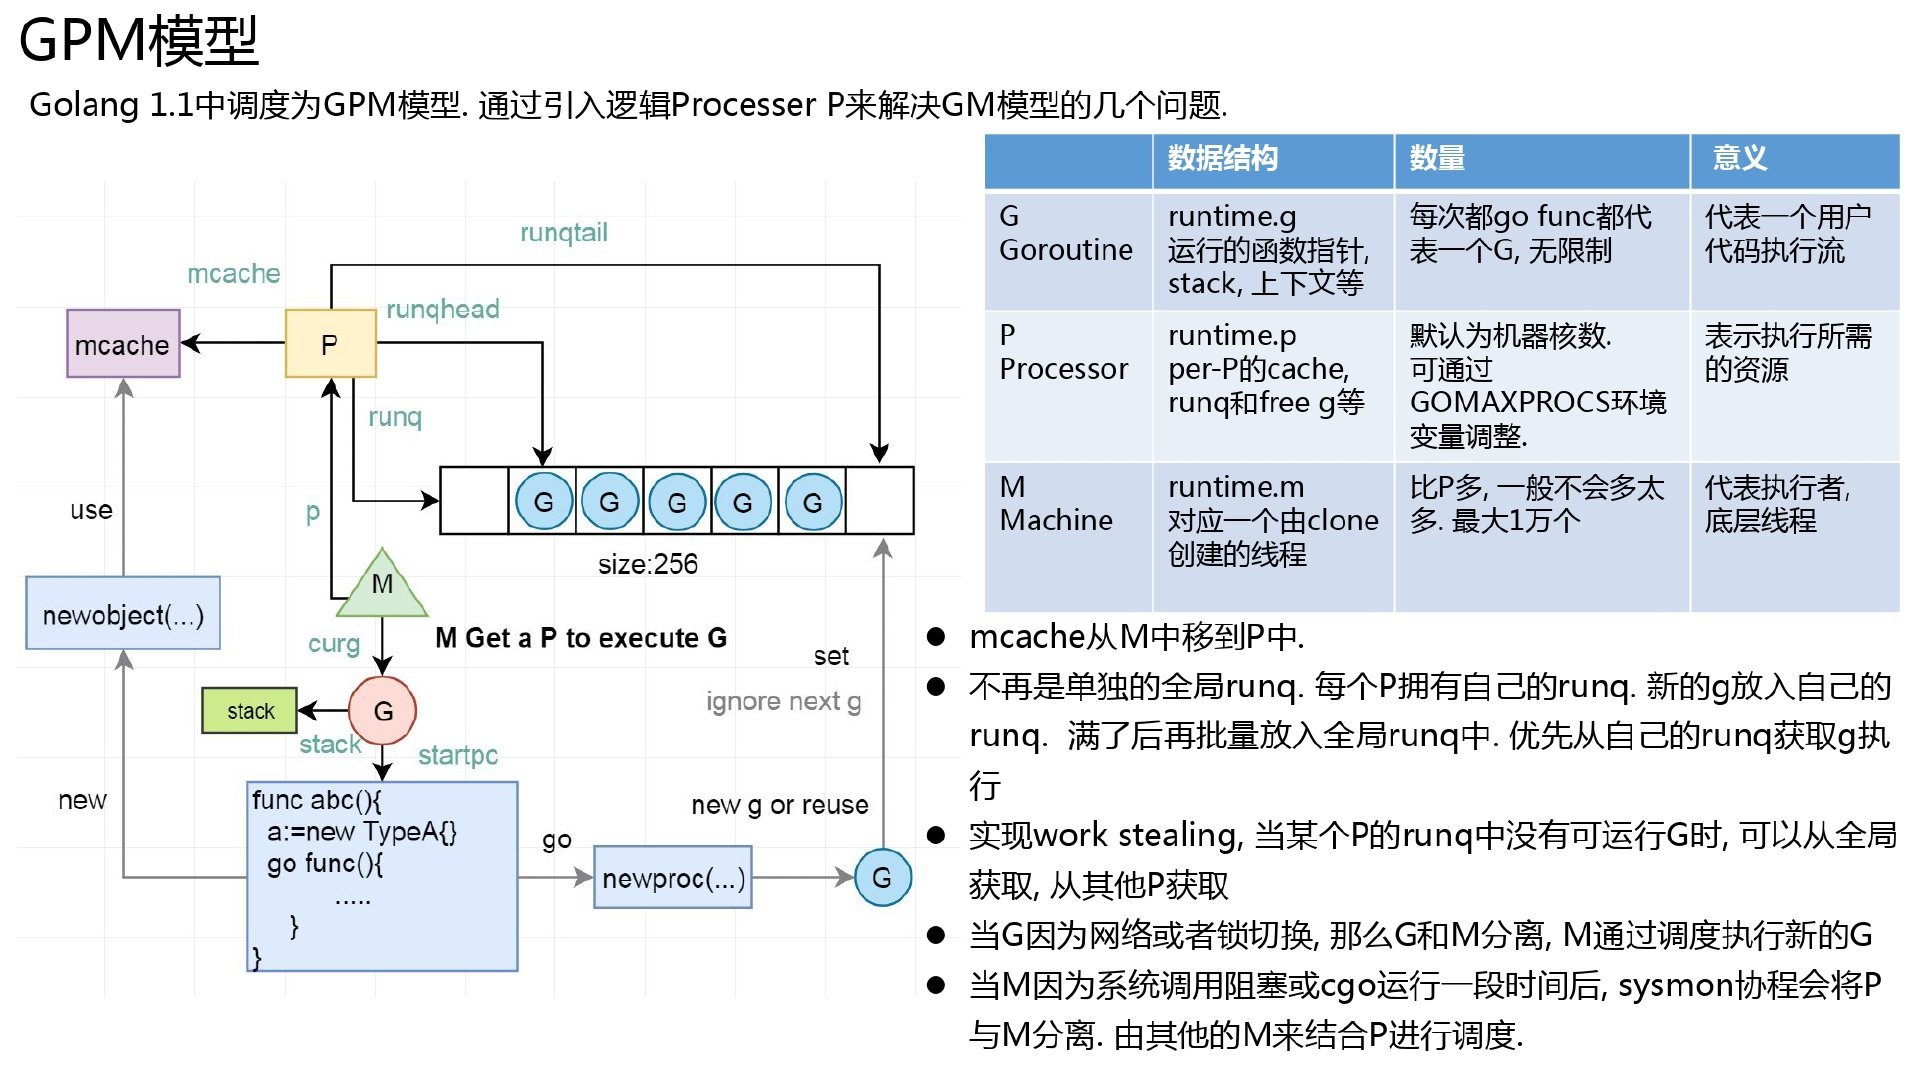 GPM模型
Golang 1.1中调度为GPM模型. 通过引入逻辑Processer P来解决GM模型的几个问题.
runqtail
mcache
runqhead
mcache
P
runq
use
p
G
G
G
G
G
size:256
M
newobject(...)
curg
M Get a P to execute G
set
ignore next g
stack
G
stack
startpc
new
new g or reuse
func abc(){
a:=new TypeA{}
go func(){
.....
}
}
go
newproc(...)
G
数据结构
数量
意义
G
Goroutine
runtime.g
运行的函数指针,
stack, 上下文等
每次都go func都代
表一个G, 无限制
代表一个用户
代码执行流
P
Processor
runtime.p
per-P的cache,
runq和free g等
默认为机器核数.
可通过
GOMAXPROCS环境
变量调整.
表示执行所需
的资源
M
Machine
runtime.m
对应一个由clone
创建的线程
比P多, 一般不会多太
多. 最大1万个
代表执行者,
底层线程
● mcache从M中移到P中.
● 不再是单独的全局runq. 每个P拥有自己的runq. 新的g放入自己的
runq. 满了后再批量放入全局runq中. 优先从自己的runq获取g执
行
● 实现work stealing, 当某个P的runq中没有可运行G时, 可以从全局
获取, 从其他P获取
● 当G因为网络或者锁切换, 那么G和M分离, M通过调度执行新的G
● 当M因为系统调用阻塞或cgo运行一段时间后, sysmon协程会将P
与M分离. 由其他的M来结合P进行调度.